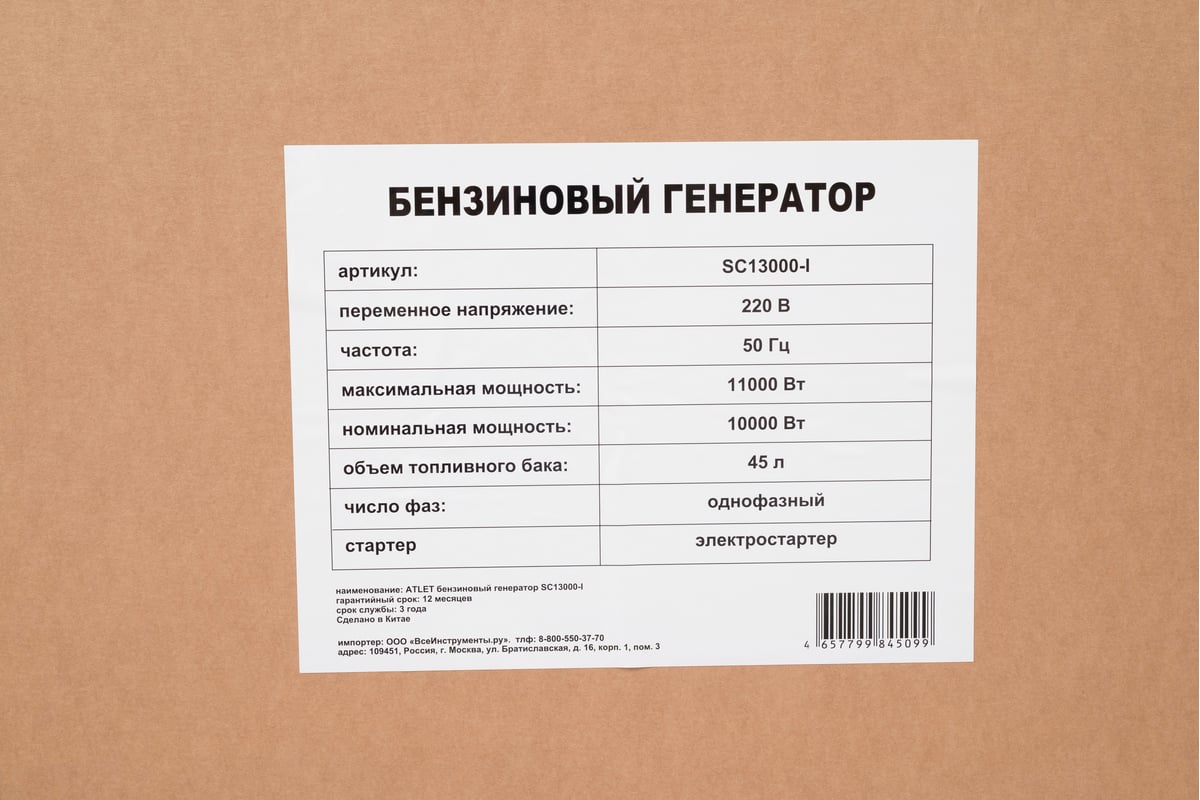 БЕНЗИНОВЫЙ ГЕНЕРАТОР
артикул: SC13000-I
переменное напряжение: 220 В
частота: 50 Гц
максимальная мощность: 11000 Вт
номинальная мощность: 10000 Вт
объем топливного бака: 45 л
число фаз: однофазный
стартер электростартер
наименование: ATLET бензиновый генератор SC13000-I
гарантийный срок: 12 месяцев
срок службы: 3 года
Сделано в Китае
импортер: ООО «ВсеИнструменты.ру». тлф: 8-800-550-37-70
адрес: 109451, Россия, г. Москва, ул. Братиславская, д. 16, корп. 1, пом. 3
4 657799 845099